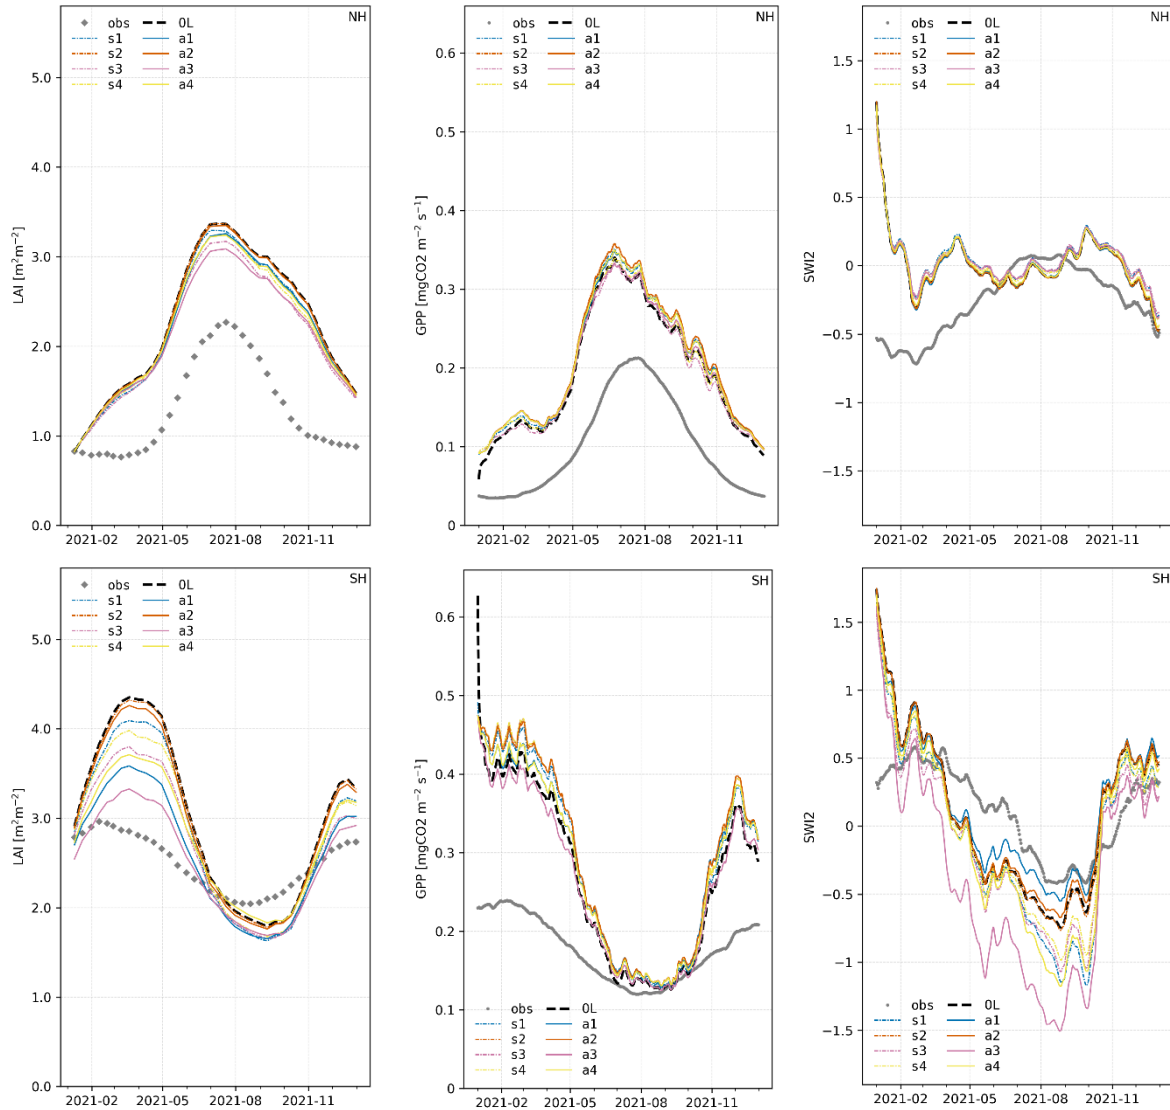 NH
obs OL
s1 a1
s2 a2
s3 a3
s4 a4
LAI [m²m⁻²]
5.0
4.0
3.0
2.0
1.0
0.0
2021-02 2021-05 2021-08 2021-11
NH
obs OL
s1 a1
s2 a2
s3 a3
s4 a4
GPP [mgCO2 m⁻² s⁻¹]
0.6
0.5
0.4
0.3
0.2
0.1
0
2021-02 2021-05 2021-08 2021-11
NH
obs OL
s1 a1
s2 a2
s3 a3
s4 a4
SWI2
1.5
1
0.5
0
−0.5
−1
−1.5
2021-02 2021-05 2021-08 2021-11
SH
obs OL
s1 a1
s2 a2
s3 a3
s4 a4
LAI [m²m⁻²]
5.0
4.0
3.0
2.0
1.0
0.0
2021-02 2021-05 2021-08 2021-11
SH
GPP [mgCO2 m⁻² s⁻¹]
0.6
0.5
0.4
0.3
0.2
0.1
0
obs OL
s1 a1
s2 a2
s3 a3
s4 a4
2021-02 2021-05 2021-08 2021-11
SH
SWI2
1.5
1
0.5
0
−0.5
−1
−1.5
obs OL
s1 a1
s2 a2
s3 a3
s4 a4
2021-02 2021-05 2021-08 2021-11